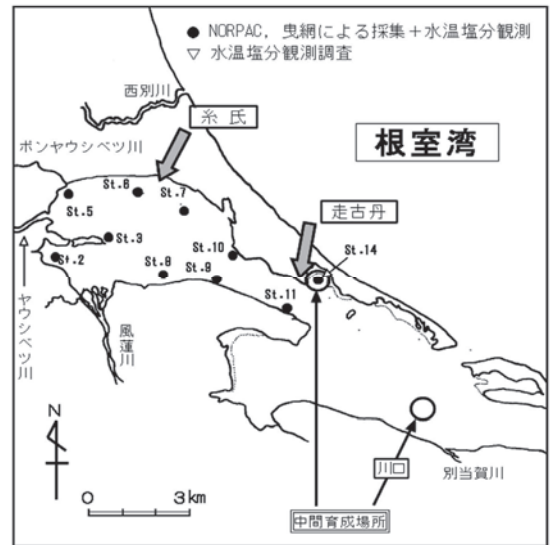 ● NORPAC, 曳網による採集+水温塩分観測
▽ 水温塩分観測調査
西別川
糸氏
ポンヤウシベツ川
根室湾
走古丹
St.6
St.7
St.5
St.14
St.3
St.10
St.2
St.8
St.9
St.11
ヤウシベツ川
風蓮川
N
川口
別当賀川
0 3km
中間育成場所